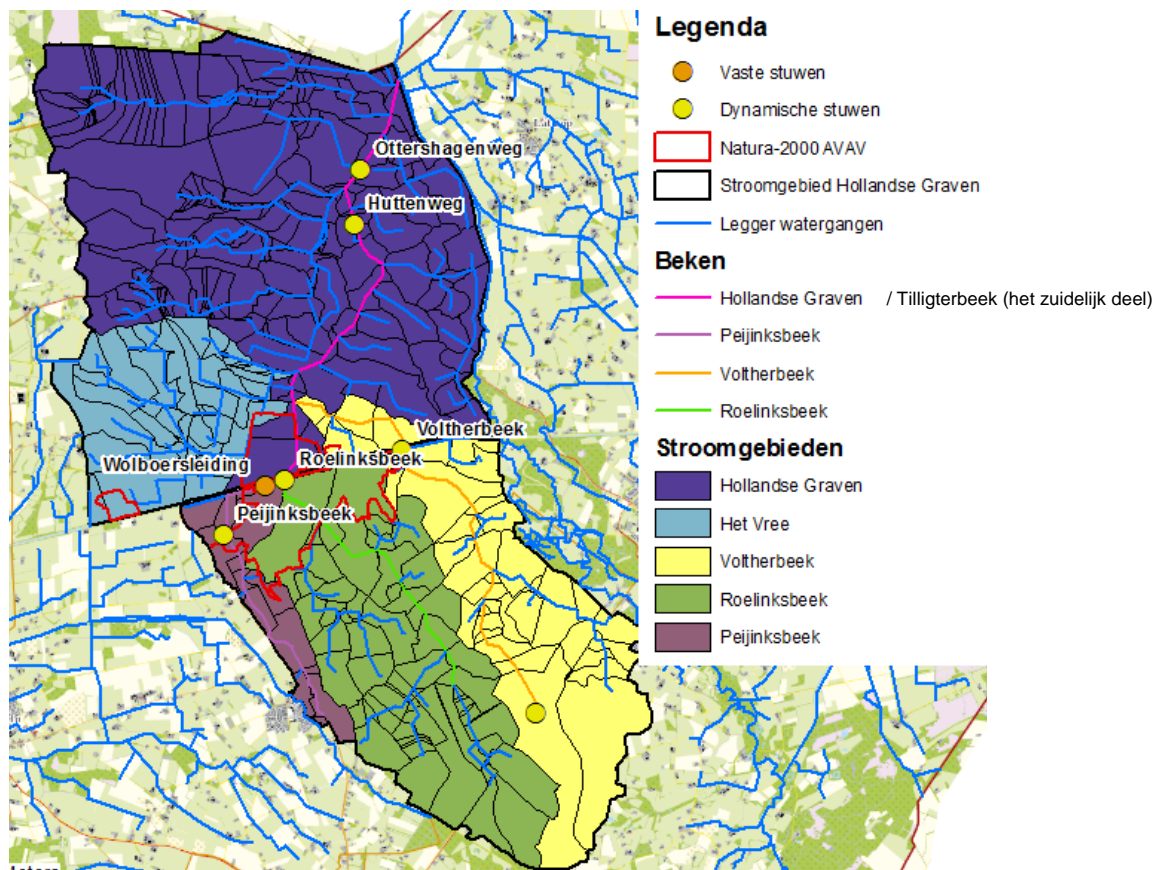 Ottershagenweg
Huttenweg
Voltherbeek
Roelinksbeek
Wolboersleiding
Peijinksbeek
Legenda
Vaste stuwen
Dynamische stuwen
Natura-2000 AVAV
Stroomgebied Hollandse Graven
Legger watergangen
Beken
Hollandse Graven / Tilligterbeek (het zuidelijk deel)
Peijinksbeek
Voltherbeek
Roelinksbeek
Stroomgebieden
Hollandse Graven
Het Vree
Voltherbeek
Roelinksbeek
Peijinksbeek